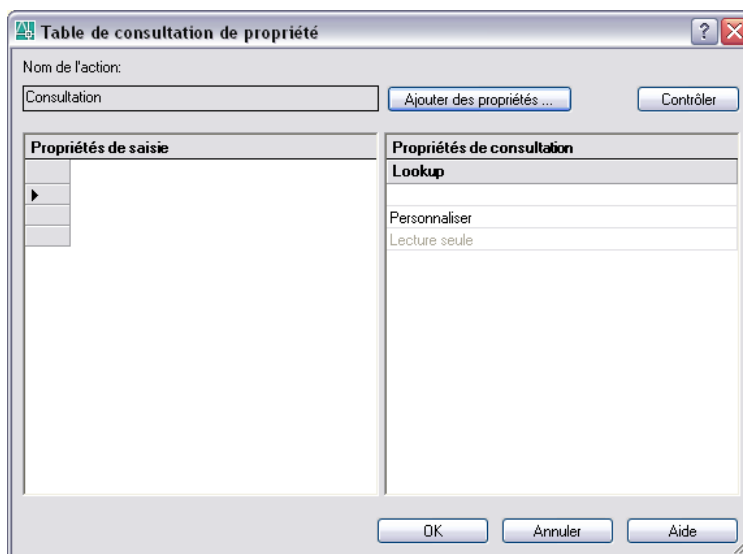 Table de consultation de propriété
Nom de l'action:
Consultation
Ajouter des propriétés ...
Contrôler
Propriétés de saisie
Propriétés de consultation
Lookup
Personnaliser
Lecture seule
OK
Annuler
Aide